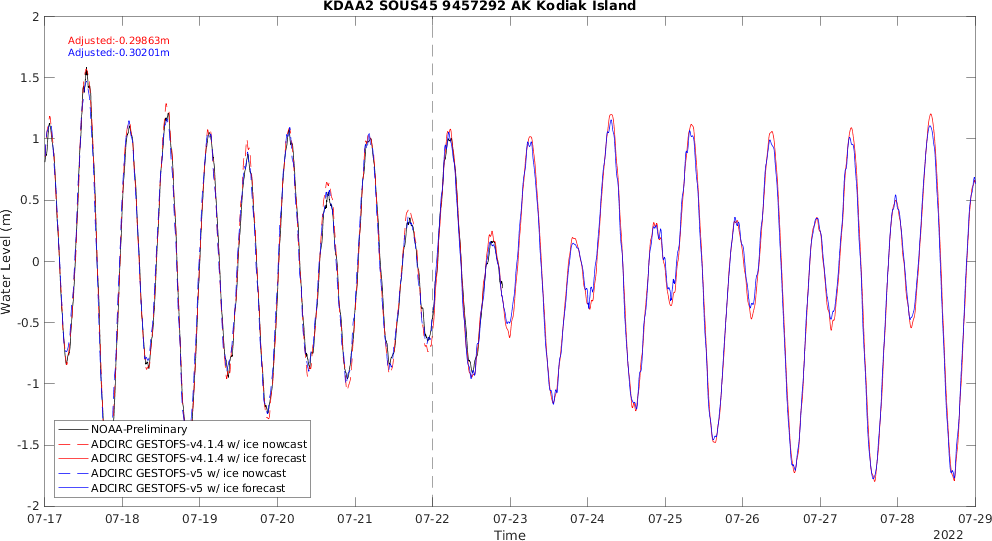 KDAA2 SOUS45 9457292 AK Kodiak Island
Adjusted:-0.29863m
Adjusted:-0.30201m
2
1.5
1
0.5
0
-0.5
-1
-1.5
-2
Water Level (m)
NOAA-Preliminary
ADCIRC GESTOFS-v4.1.4 w/ ice nowcast
ADCIRC GESTOFS-v4.1.4 w/ ice forecast
ADCIRC GESTOFS-v5 w/ ice nowcast
ADCIRC GESTOFS-v5 w/ ice forecast
07-17 07-18 07-19 07-20 07-21 07-22 07-23 07-24 07-25 07-26 07-27 07-28 07-29
Time
2022